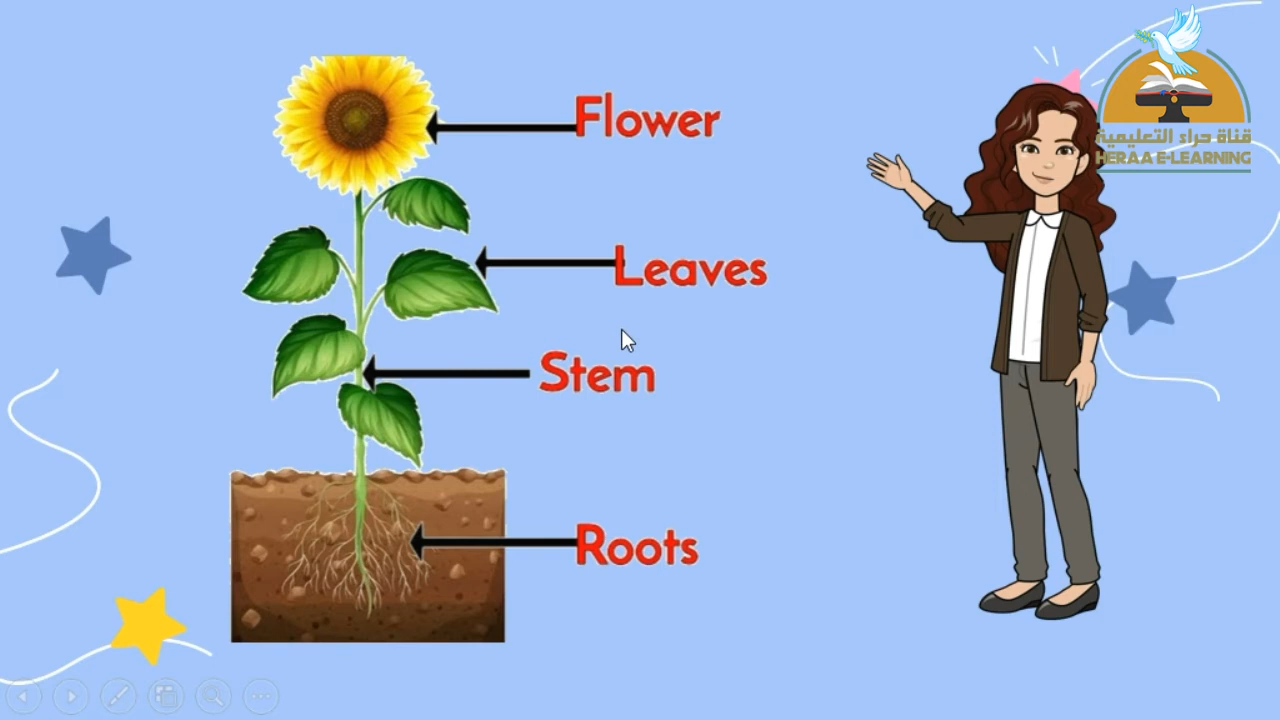 قناة حراء التعليمية
HERAA E-LEARNING
Flower
Leaves
Stem
Roots